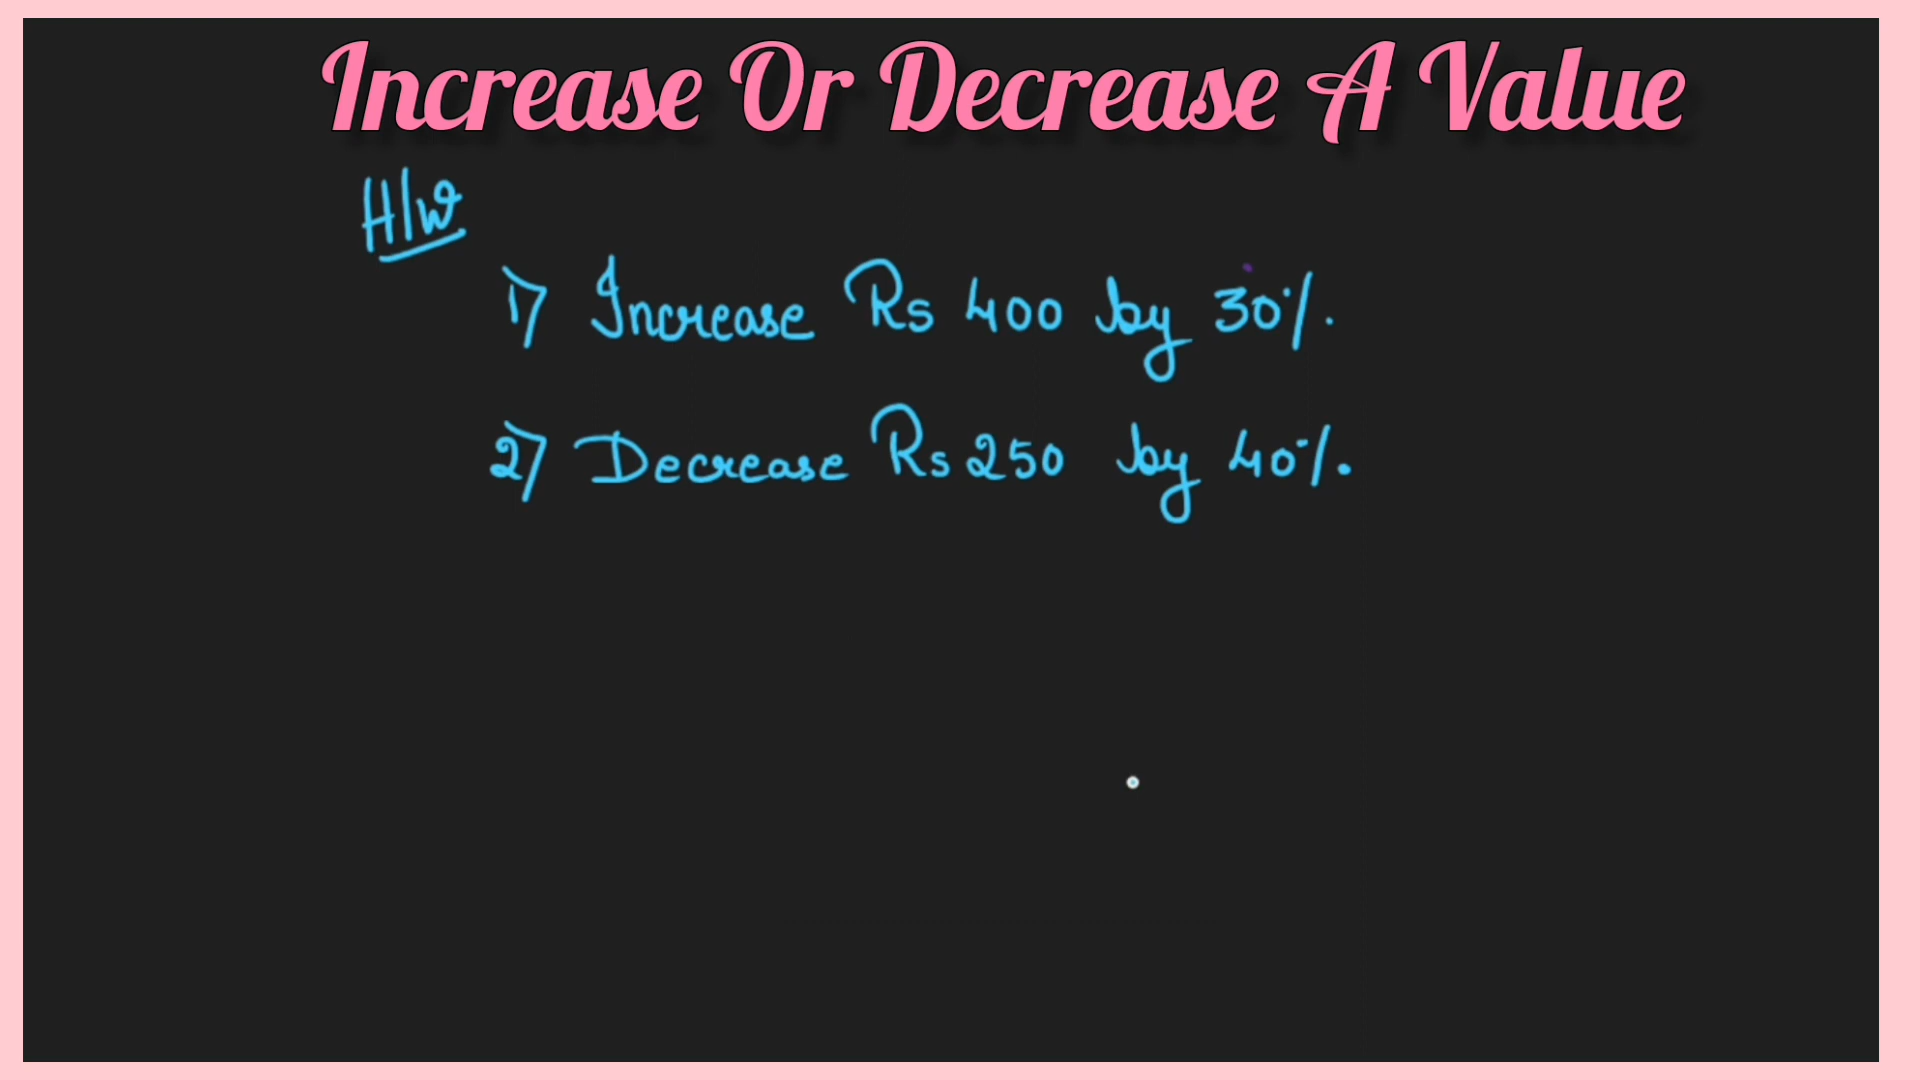 Increase Or Decrease A Value
H/W
1) Increase Rs 400 by 30%.
2) Decrease Rs 250 by 40%.